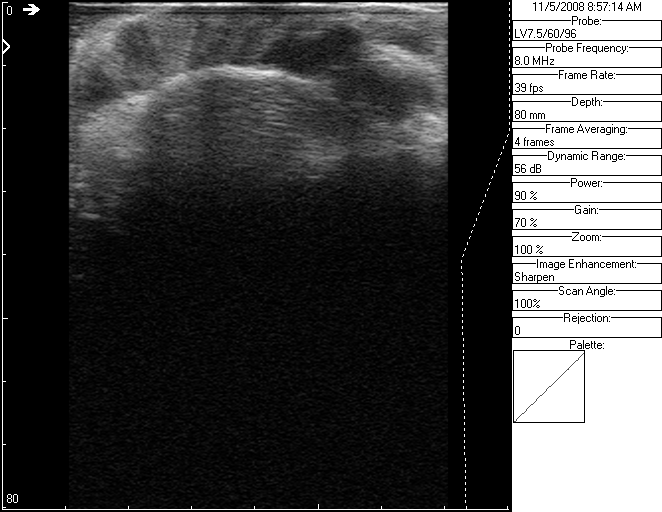 0
80
11/5/2008 8:57:14 AM
Probe:
LV7.5/60/96
Probe Frequency:
8.0 MHz
Frame Rate:
39 fps
Depth:
80 mm
Frame Averaging:
4 frames
Dynamic Range:
56 dB
Power:
90 %
Gain:
70 %
Zoom:
100 %
Image Enhancement:
Sharpen
Scan Angle:
100%
Rejection:
0
Palette: